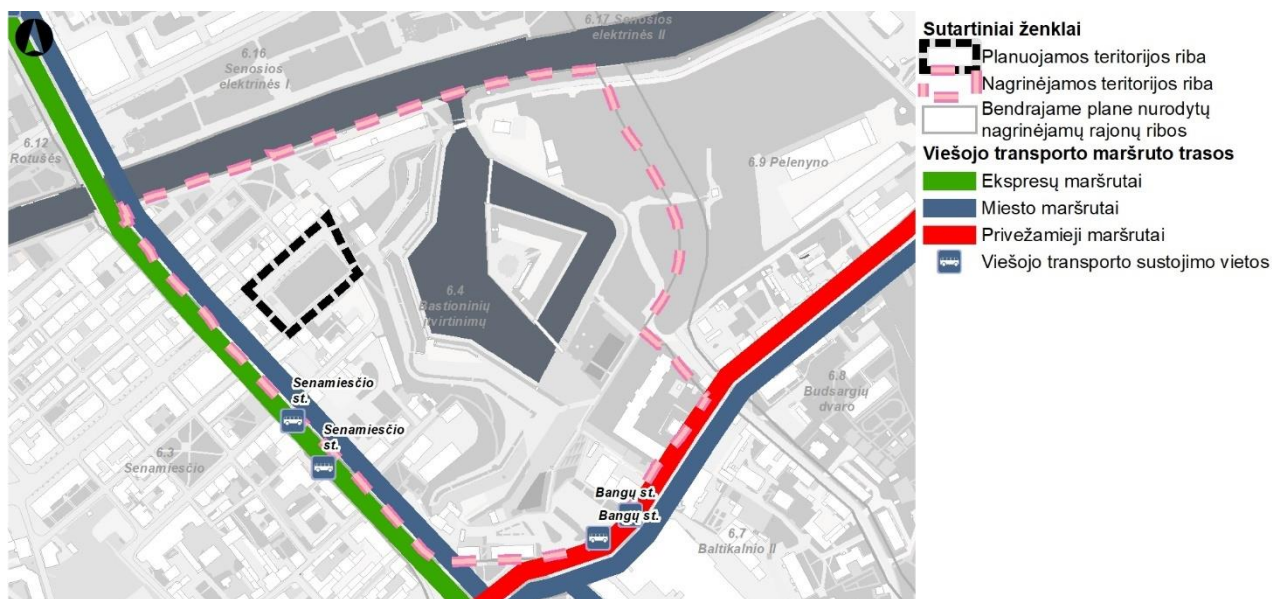 6.17 Senosios
elektrinės II
6.16
Senosios
elektrinės I
6.12
Rotušės
6.9 Pelenyno
6.4
Bastioninių
įtvirtinimų
Senamiesčio
st.
Senamiesčio
st.
6.3
Senamiesčio
6.8
Budsargių
dvaro
Bangų st.
Bangų st.
6.7
Baltikalnio II
Sutartiniai ženklai
Planuojamos teritorijos riba
Nagrinėjamos teritorijos riba
Bendrajame plane nurodytų
nagrinėjamų rajonų ribos
Viešojo transporto maršruto trasos
Ekspresų maršrutai
Miesto maršrutai
Privežamieji maršrutai
Viešojo transporto sustojimo vietos